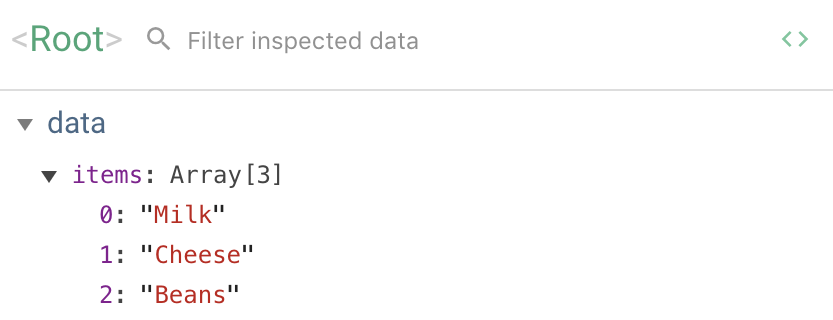 <Root> Filter inspected data < >
data
items: Array[3]
0: "Milk"
1: "Cheese"
2: "Beans"